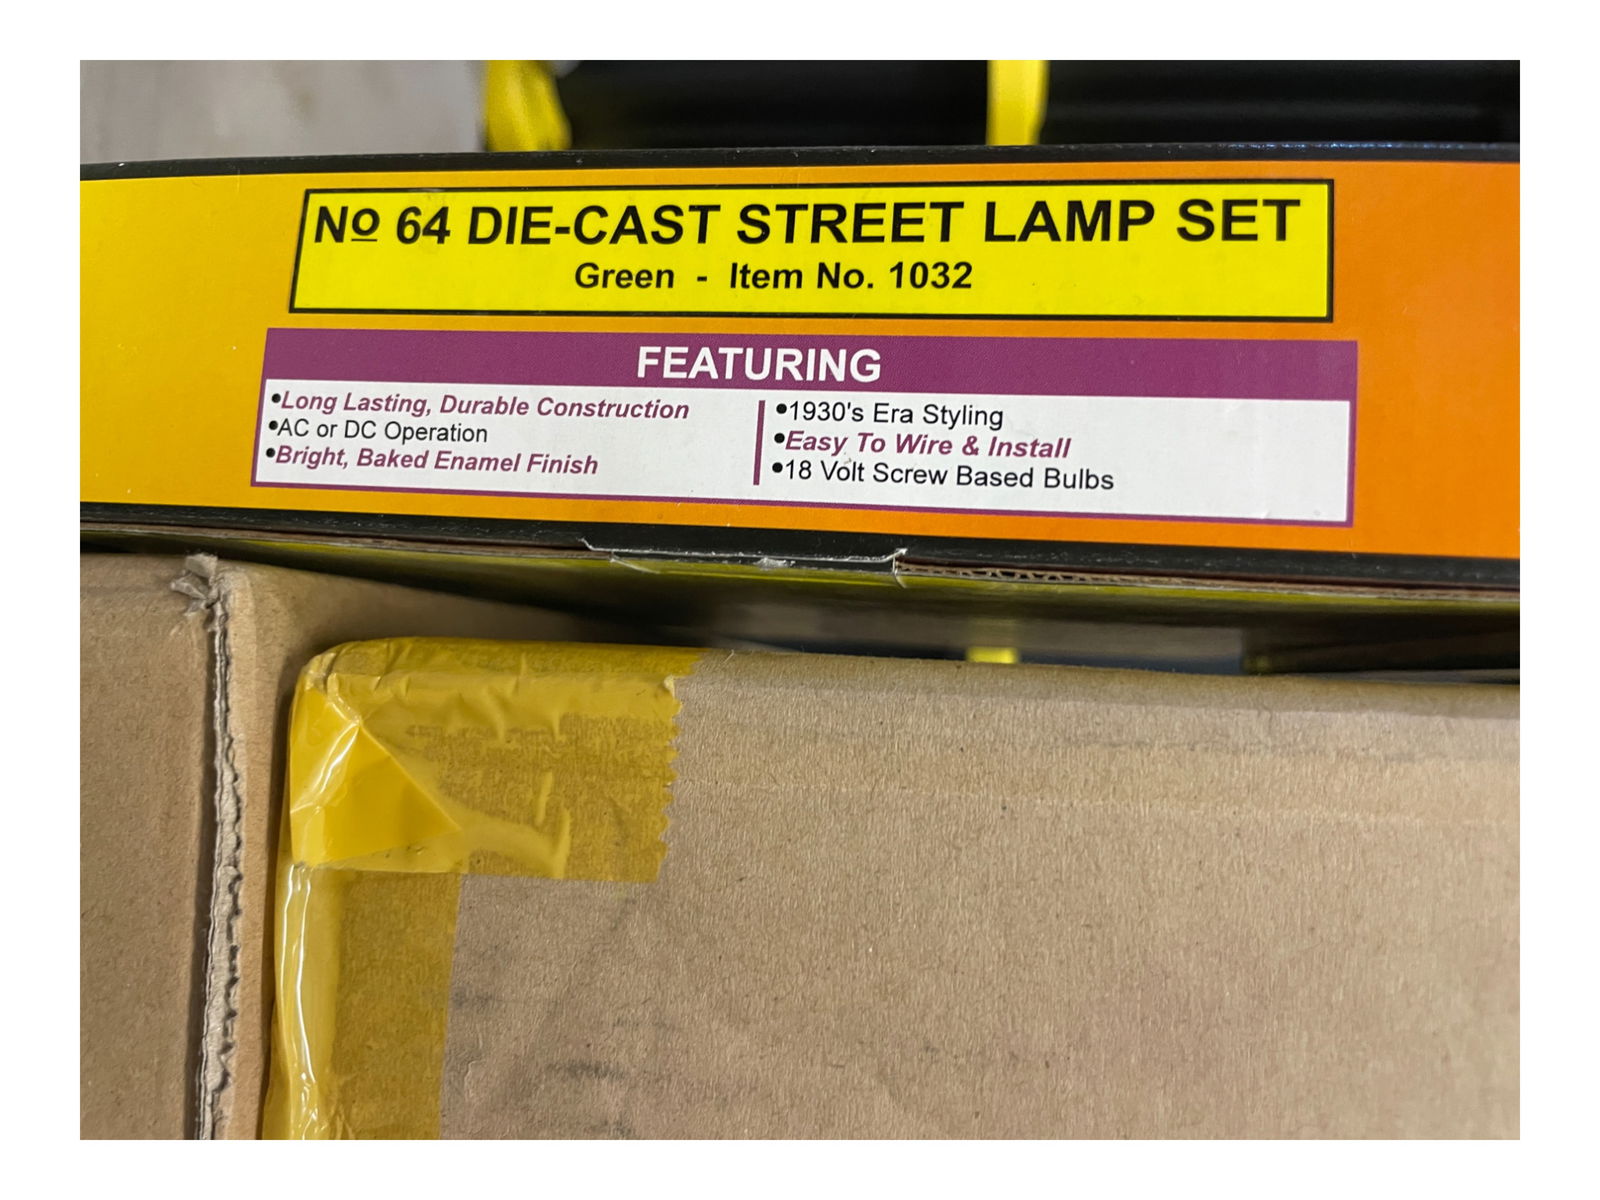 Nº 64 DIE-CAST STREET LAMP SET
Green - Item No. 1032
FEATURING
•Long Lasting, Durable Construction
•AC or DC Operation
•Bright, Baked Enamel Finish
•1930's Era Styling
•Easy To Wire & Install
•18 Volt Screw Based Bulbs